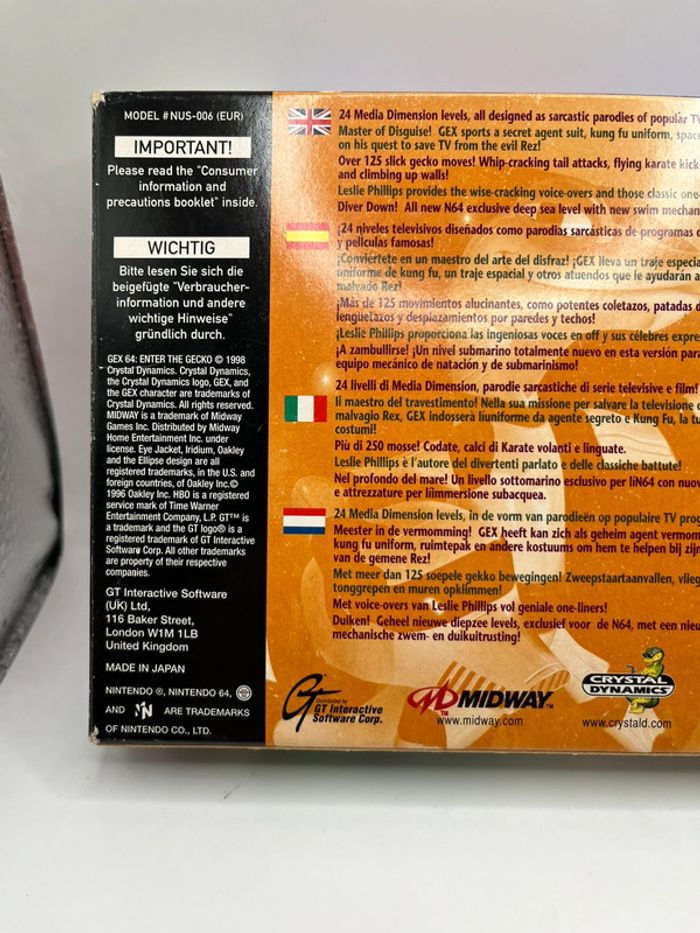 MODEL #NUS-006 (EUR)
IMPORTANT!
Please read the "Consumer
information and
precautions booklet" inside.
WICHTIG
Bitte lesen Sie sich die
beigefügte "Verbraucher-
information und andere
wichtige Hinweise"
gründlich durch.
GEX 64: ENTER THE GECKO © 1998
Crystal Dynamics. Crystal Dynamics,
the Crystal Dynamics logo, GEX, and
the GEX character are trademarks of
Crystal Dynamics. All rights reserved.
MIDWAY is a trademark of Midway
Games Inc. Distributed by Midway
Home Entertainment Inc. under
license. Eye Jacket, Iridium, Oakley
and the Ellipse design are all
registered trademarks, in the U.S. and
foreign countries, of Oakley Inc.©
1996 Oakley Inc. HBO is a registered
service mark of Time Warner
Entertainment Company, L.P. GT™ is
a trademark and the GT logo® is a
registered trademark of GT Interactive
Software Corp. All other trademarks
are property of their respective
companies.
GT Interactive Software
(UK) Ltd,
116 Baker Street,
London W1M 1LB
United Kingdom
MADE IN JAPAN
NINTENDO ®, NINTENDO 64,
AND N ARE TRADEMARKS
OF NINTENDO CO., LTD.
24 Media Dimension levels, all designed as sarcastic parodies of popular TV
Master of Disguise! GEX sports a secret agent suit, kung fu uniform, space
on his quest to save TV from the evil Rez!
Over 125 slick gecko moves! Whip-cracking tail attacks, flying karate kick
and climbing up walls!
Leslie Phillips provides the wise-cracking voice-overs and those classic one-
Diver Down! All new N64 exclusive deep sea level with new swim mechan
¡24 niveles televisivos diseñados como parodias sarcásticas de programas d
y películas famosas!
¡Conviértete en un maestro del arte del disfraz! ¡GEX lleva un traje especia
uniforme de kung fu, un traje espacial y otros atuendos que le ayudarán a
malvado Rez!
¡Más de 125 movimientos alucinantes, como potentes coletazos, patadas d
lengüetazos y desplazamientos por paredes y techos!
¡Leslie Phillips proporciona las ingeniosas voces en off y sus célebres expre
¡A zambullirse! ¡Un nivel submarino totalmente nuevo en esta versión para
equipo mecánico de natación y de submarinismo!
24 livelli di Media Dimension, parodie sarcastiche di serie televisive e film!
Il maestro del travestimento! Nella sua missione per salvare la televisione d
malvagio Rex, GEX indosserà líuniforme da agente segreto e Kung Fu, la tu
costumi!
Più di 250 mosse! Codate, calci di Karate volanti e linguate.
Leslie Phillips è l'autore del divertenti parlato e delle classiche battute!
Nel profondo del mare! Un livello sottomarino esclusivo per líN64 con nuov
e attrezzature per líimmersione subacquea.
24 Media Dimension levels, in de vorm van parodieën op populaire TV prog
Meester in de vermomming! GEX heeft kan zich als geheim agent vermom
kung fu uniform, ruimtepak en andere kostuums om hem te helpen bij zijn
van de gemene Rez!
Met meer dan 125 soepele gekko bewegingen! Zweepstaartaanvallen, vlieg
tonggrepen en muren opklimmen!
Met voice-overs van Leslie Phillips vol geniale one-liners!
Duiken! Geheel nieuwe diepzee levels, exclusief voor de N64, met een nieu
mechanische zwem- en duikuitrusting!
GT
Distributed by
GT Interactive
Software Corp.
MIDWAY™
www.midway.com
CRYSTAL
DYNAMICS
www.crystald.com